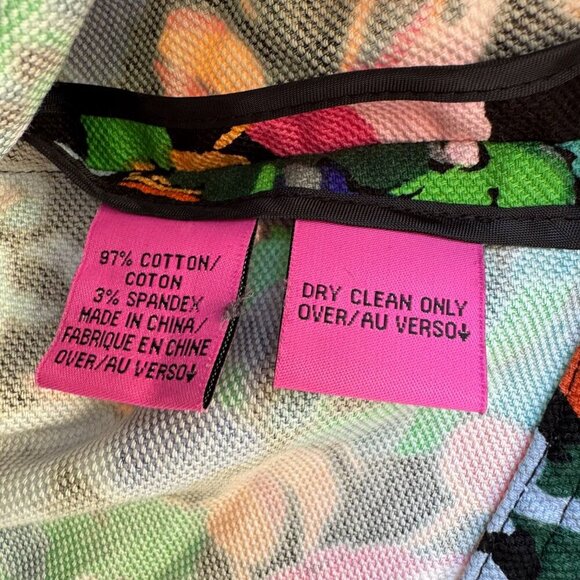 97% COTTON/
COTON
3% SPANDEX
MADE IN CHINA/
FABRIQUE EN CHINE
OVER/AU VERSO↓
DRY CLEAN ONLY
OVER/AU VERSO↓